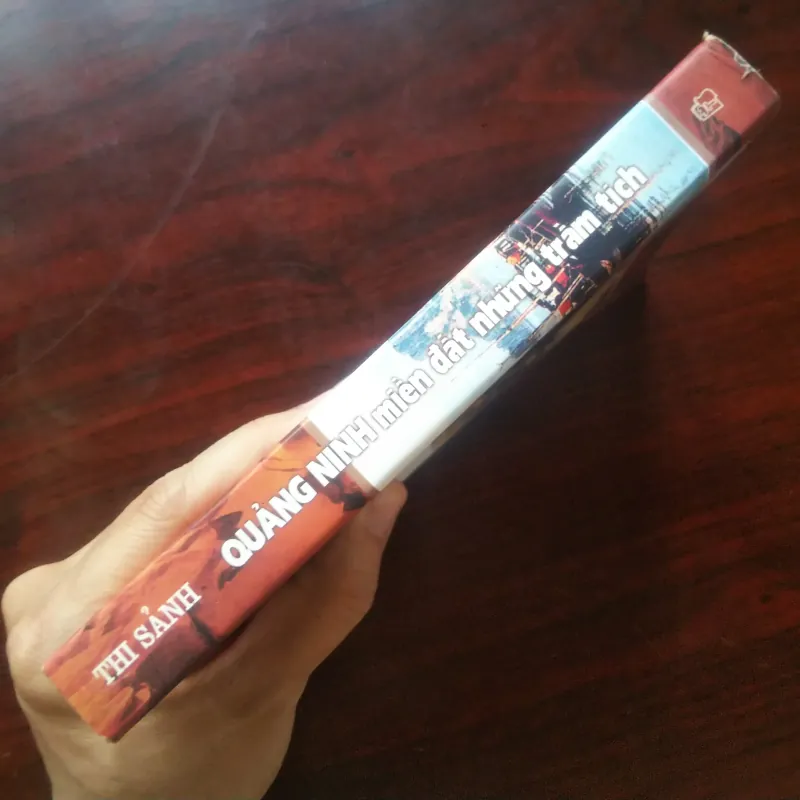 THI SẢNH
QUẢNG NINH miền đất những trầm tích